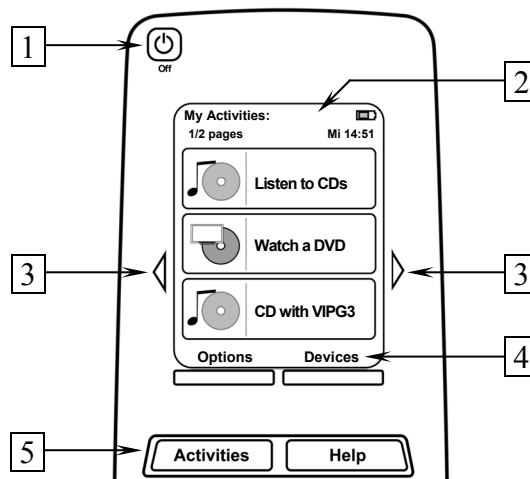 1
Off
2
My Activities:
1/2 pages Mi 14:51
Listen to CDs
Watch a DVD
3
3
CD with VIPG3
Options Devices
4
5
Activities Help